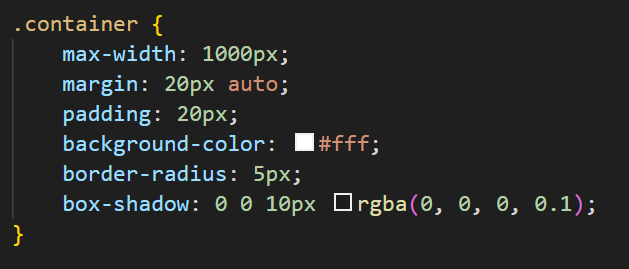 .container {
    max-width: 1000px;
    margin: 20px auto;
    padding: 20px;
    background-color: #fff;
    border-radius: 5px;
    box-shadow: 0 0 10px rgba(0, 0, 0, 0.1);
}